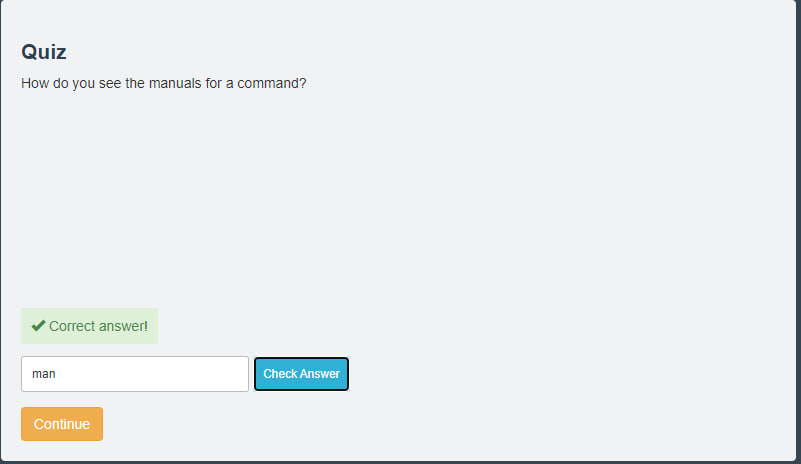 Quiz
How do you see the manuals for a command?
Correct answer!
man
Check Answer
Continue